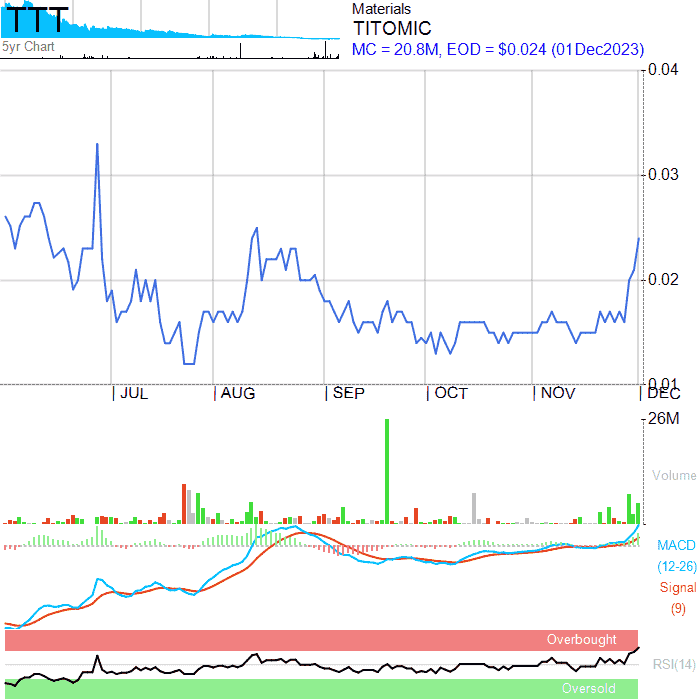 TTT
5yr Chart
Materials
TITOMIC
MC = 20.8M, EOD = $0.024 (01Dec2023)
0.04
0.03
0.02
0.01
JUL AUG SEP OCT NOV DEC
26M
Volume
MACD
(12-26)
Signal
(9)
Overbought
RSI(14)
Oversold